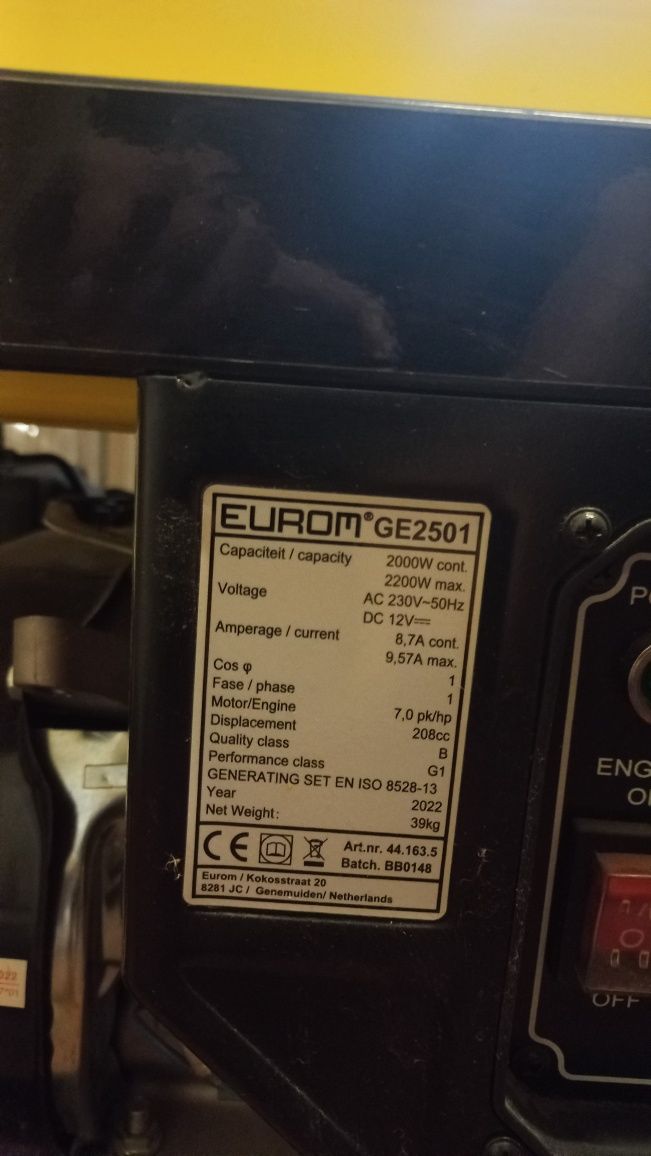 EUROM® GE2501
Capaciteit / capacity 2000W cont.
2200W max.
Voltage AC 230V~50Hz
DC 12V⎓
Amperage / current 8,7A cont.
9,57A max.
Cos φ 1
Fase / phase 1
Motor/Engine 7,0 pk/hp
Displacement 208cc
Quality class B
Performance class G1
GENERATING SET EN ISO 8528-13
Year 2022
Net Weight: 39kg
CE
Art.nr. 44.163.5
Batch. BB0148
Eurom / Kokosstraat 20
8281 JC / Genemuiden/ Netherlands
OFF